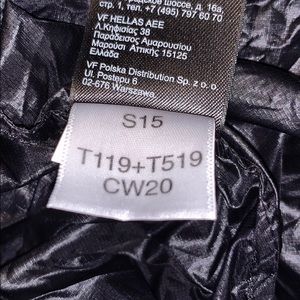 шоссе, д. 16а,
стр. 1, тел. +7 (495) 797 60 70
VF HELLAS AEE
Λ.Κηφισίας 38
Παράδεισος Αμαρουσίου
Μαρούσι Αττικής 15125
Ελλάδα
VF Polska Distribution Sp. z o. o
Ul. Postepu 6
02-676 Warszawa.
S15
T119+T519
CW20